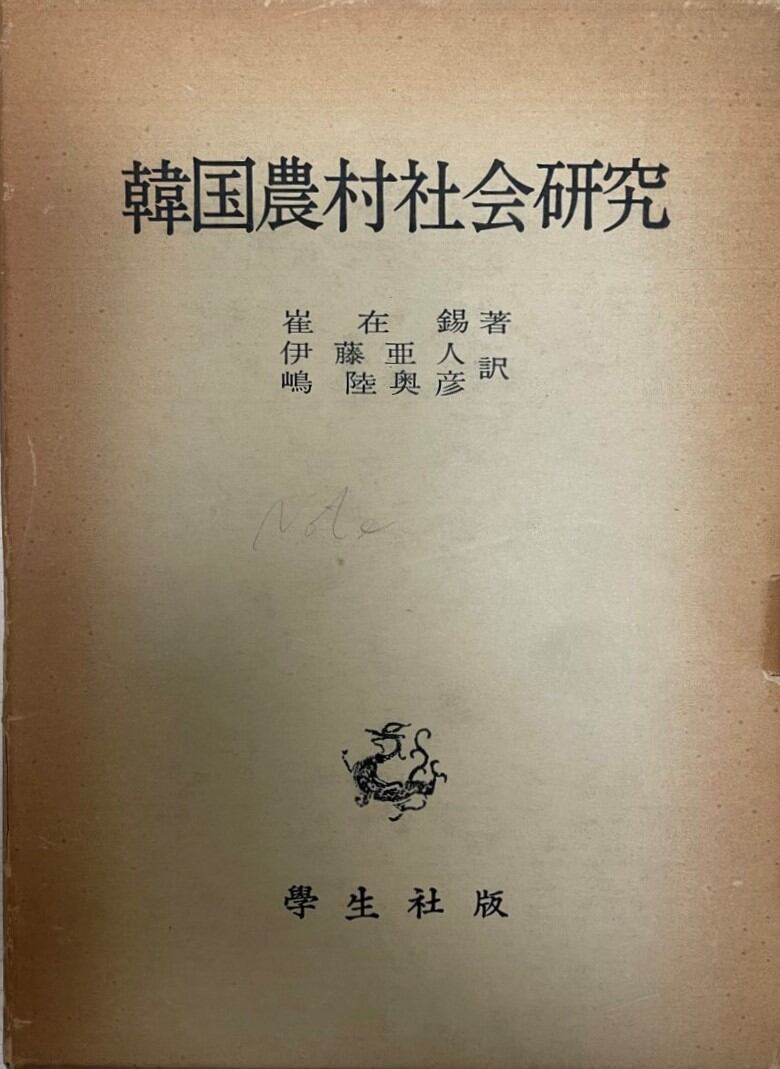 韓国農村社会研究
崔在錫著
伊藤亜人
嶋陸奥彦訳
Note
學生社版